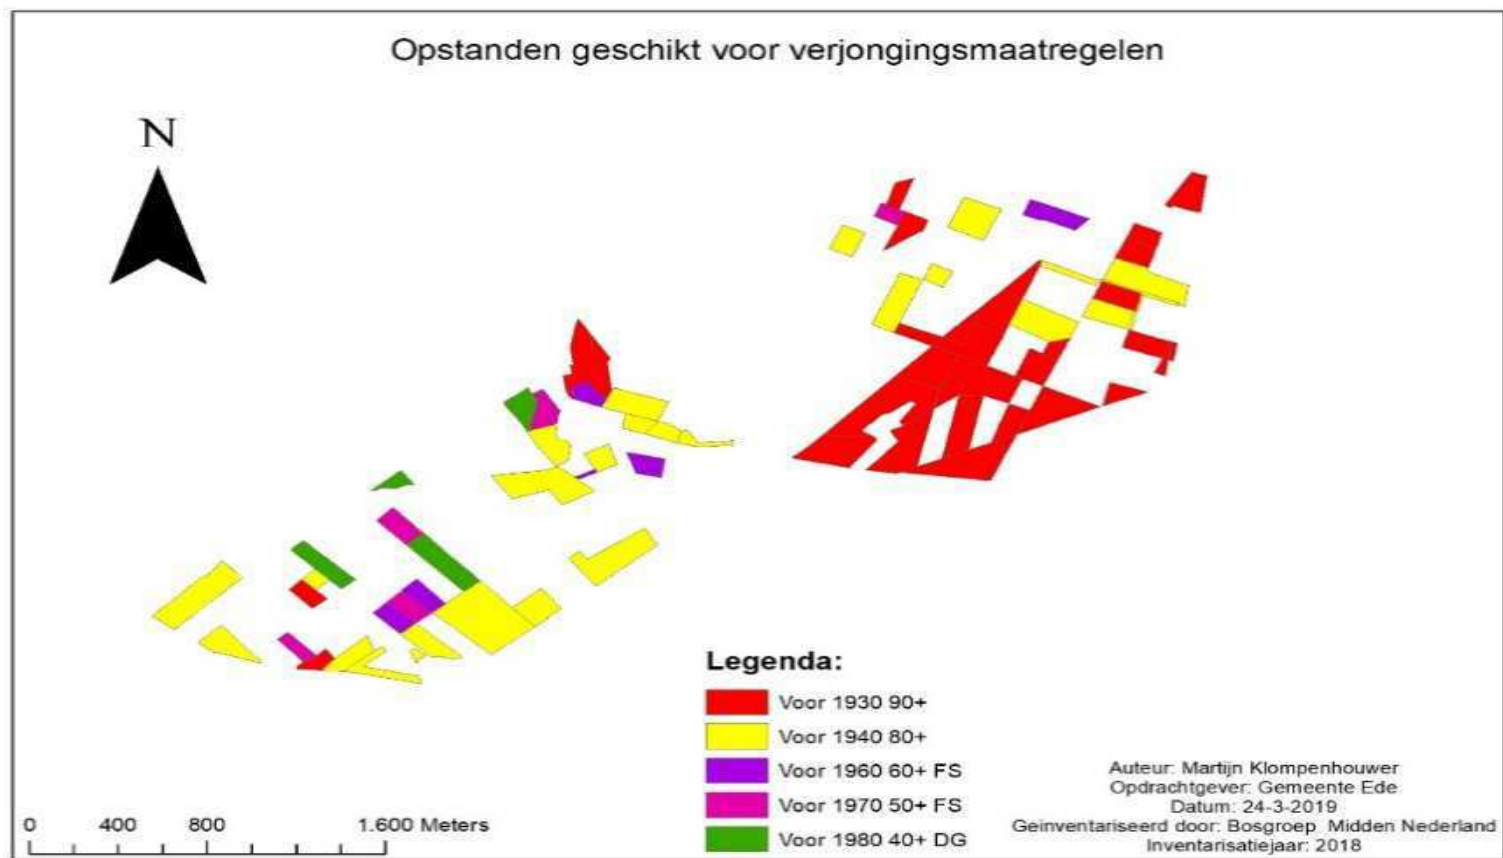 Opstanden geschikt voor verjongingsmaatregelen
N
Legenda:
Voor 1930 90+
Voor 1940 80+
Voor 1960 60+ FS
Voor 1970 50+ FS
Voor 1980 40+ DG
0 400 800 1.600 Meters
Auteur: Martijn Klompenhouwer
Opdrachtgever: Gemeente Ede
Datum: 24-3-2019
Geinventariseerd door: Bosgroep Midden Nederland
Inventarisatiejaar: 2018